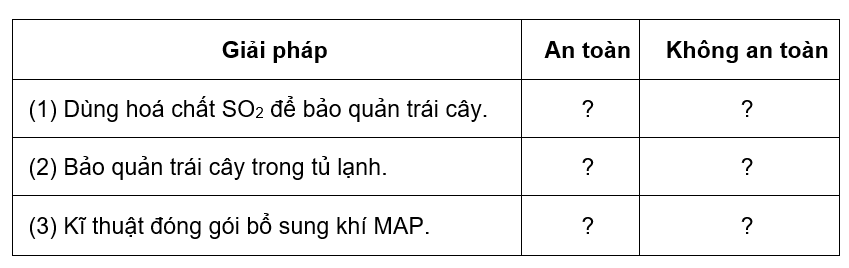 Giải pháp An toàn Không an toàn
(1) Dùng hoá chất SO₂ để bảo quản trái cây. ? ?
(2) Bảo quản trái cây trong tủ lạnh. ? ?
(3) Kĩ thuật đóng gói bổ sung khí MAP. ? ?